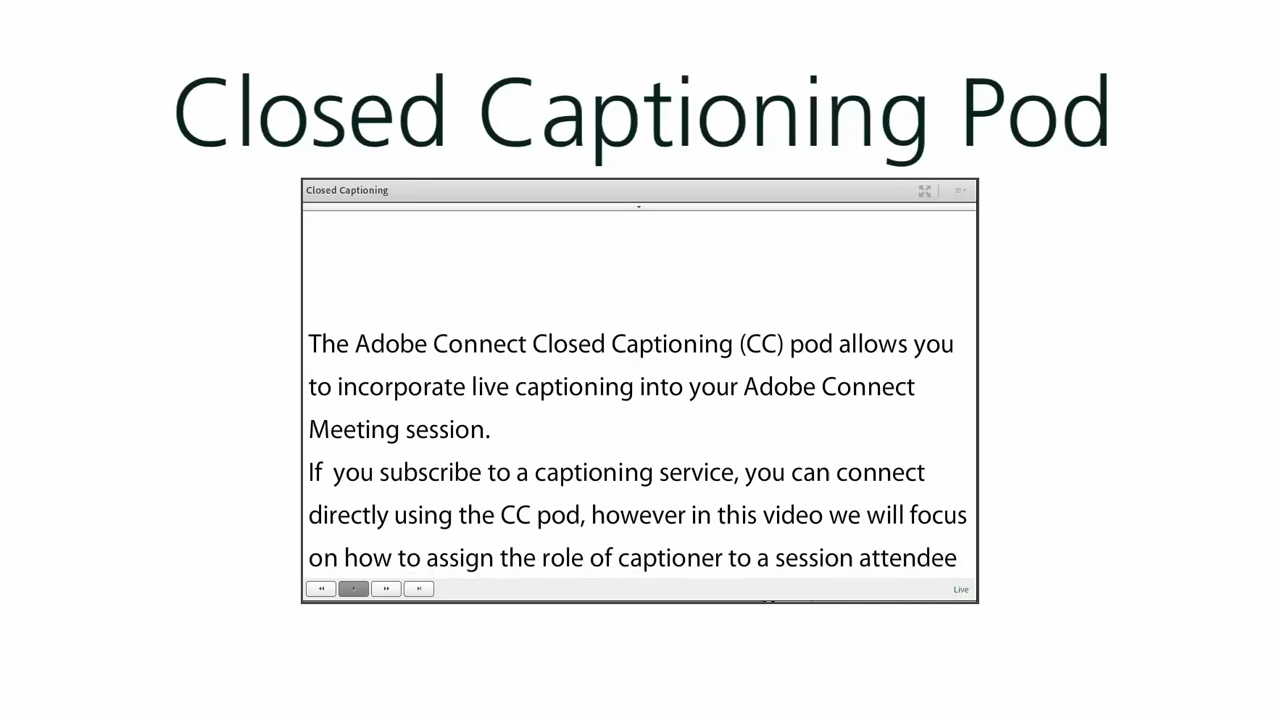 Closed Captioning Pod
Closed Captioning
The Adobe Connect Closed Captioning (CC) pod allows you
to incorporate live captioning into your Adobe Connect
Meeting session.
If  you subscribe to a captioning service, you can connect
directly using the CC pod, however in this video we will focus
on how to assign the role of captioner to a session attendee
Live